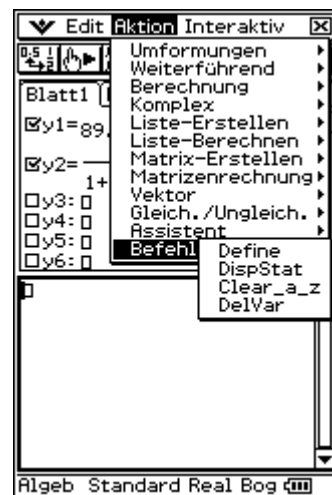 Edit Aktion Interaktiv
Umformungen
Weiterführend
Berechnung
Komplex
Liste-Erstellen
Liste-Berechnen
Matrix-Erstellen
Matrizenrechnung
Vektor
Gleich./Ungleich.
Assistent
Befehl
Define
DispStat
Clear_a_z
DelVar
Blatt1
y1=89.
y2=
1+
y3:
y4:
y5:
y6:
Algeb Standard Real Bog